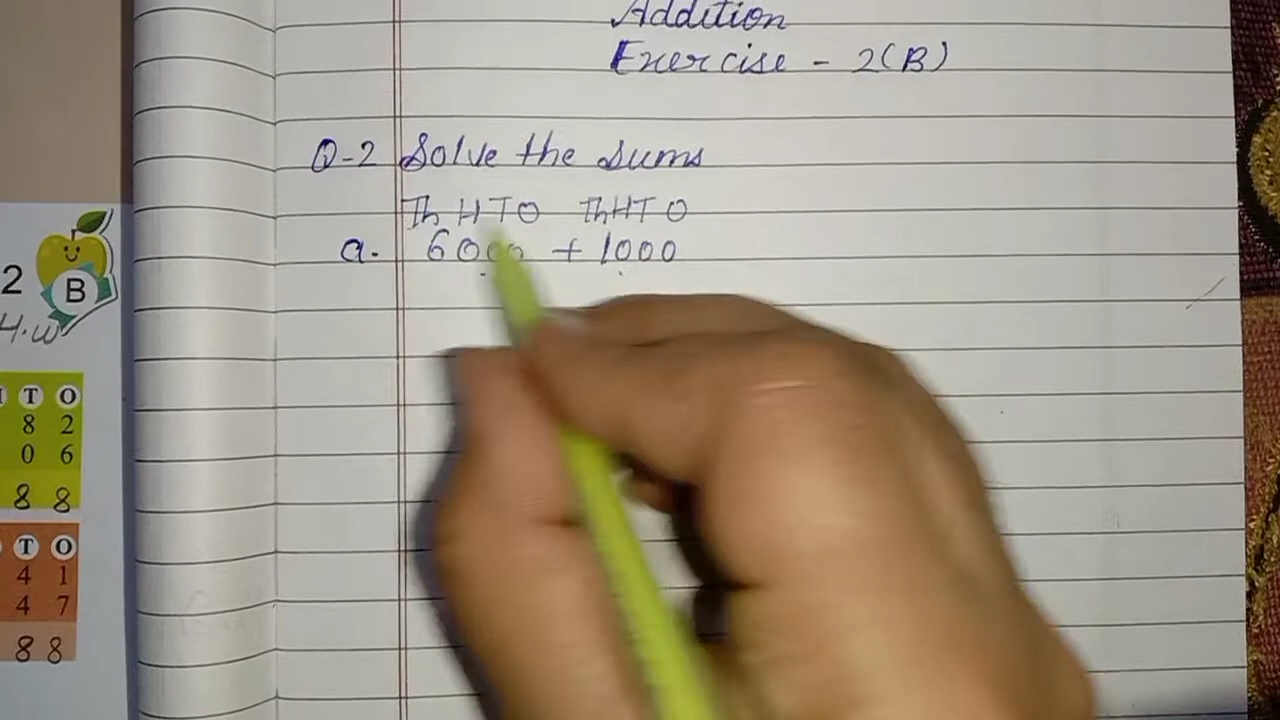 Addition
Exercise - 2(B)
Q-2 Solve the Sums
Th H T O Th H T O
a. 6000 + 1000
2 B
H.W
T O
8 2
0 6
8 8
T O
4 1
4 7
8 8